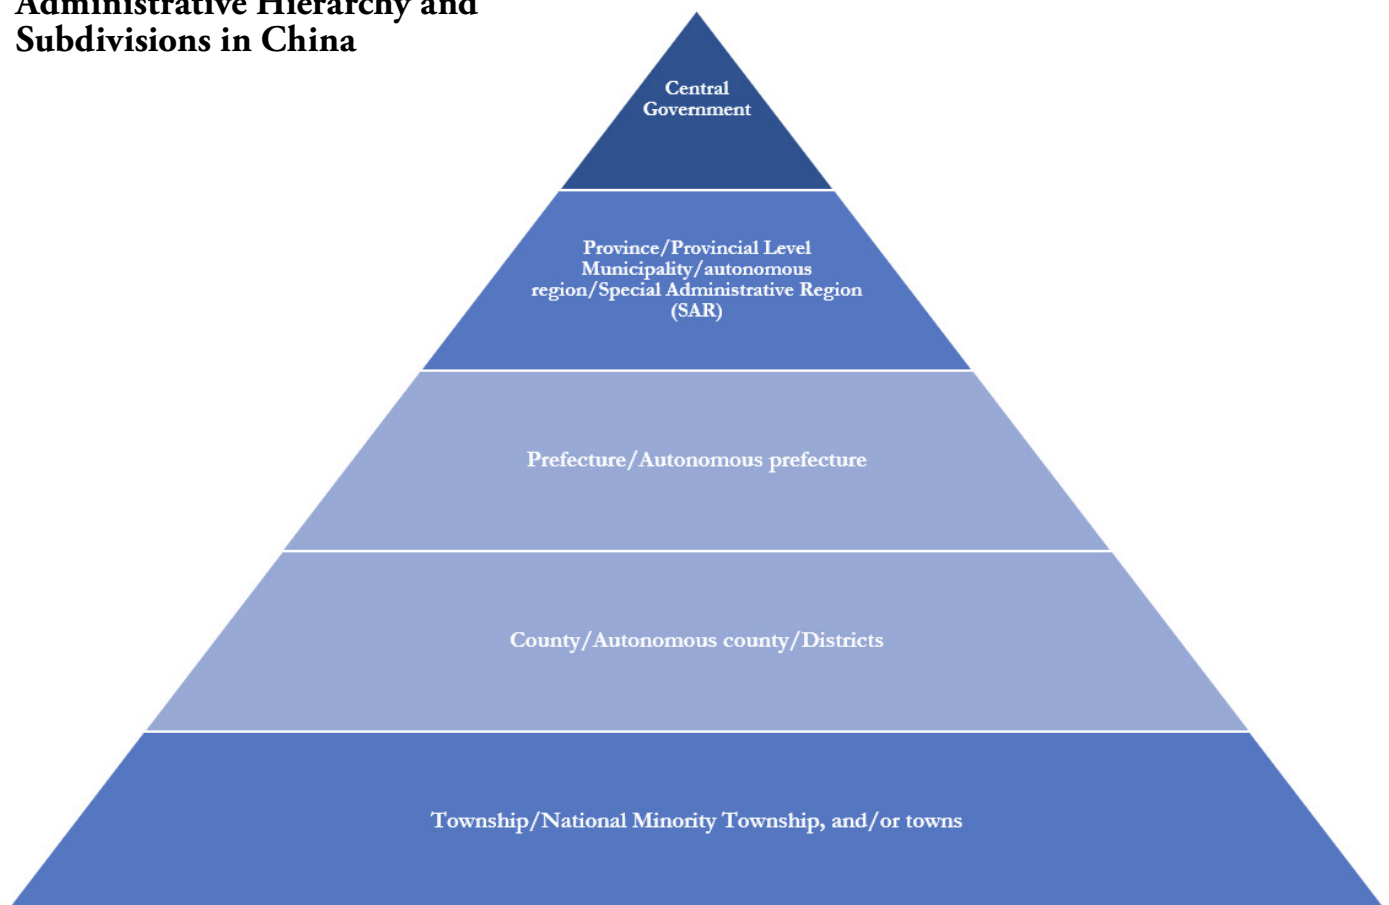 Administrative Hierarchy and
Subdivisions in China
Central
Government
Province/Provincial Level
Municipality/autonomous
region/Special Administrative Region
(SAR)
Prefecture/Autonomous prefecture
County/Autonomous county/Districts
Township/National Minority Township, and/or towns